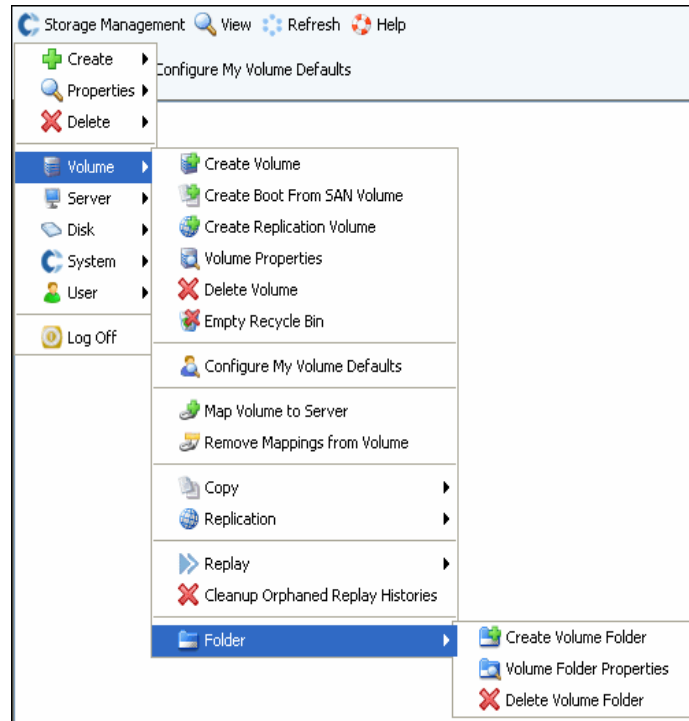 Storage Management View Refresh Help
Create
Configure My Volume Defaults
Properties
Delete
Volume
Server
Disk
System
User
Log Off
Create Volume
Create Boot From SAN Volume
Create Replication Volume
Volume Properties
Delete Volume
Empty Recycle Bin
Configure My Volume Defaults
Map Volume to Server
Remove Mappings from Volume
Copy
Replication
Replay
Cleanup Orphaned Replay Histories
Folder
Create Volume Folder
Volume Folder Properties
Delete Volume Folder